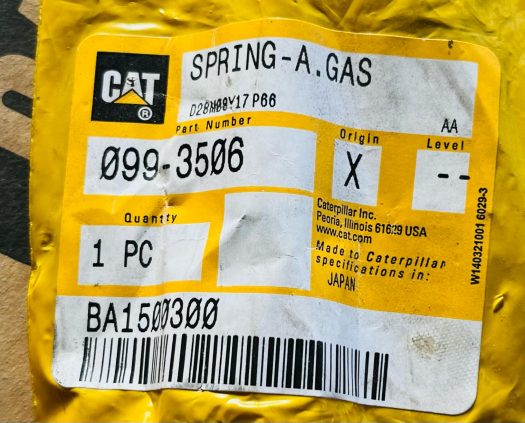 CAT
®
SPRING-A.GAS
D28M09Y17P66
AA
Part Number
Origin
Level
099-3506
X
--
Quantity
1 PC
Caterpillar Inc.
Peoria, Illinois 61629 USA
www.cat.com
Made to Caterpillar
specifications in:
JAPAN
BA1500300
W140321001 6029-3